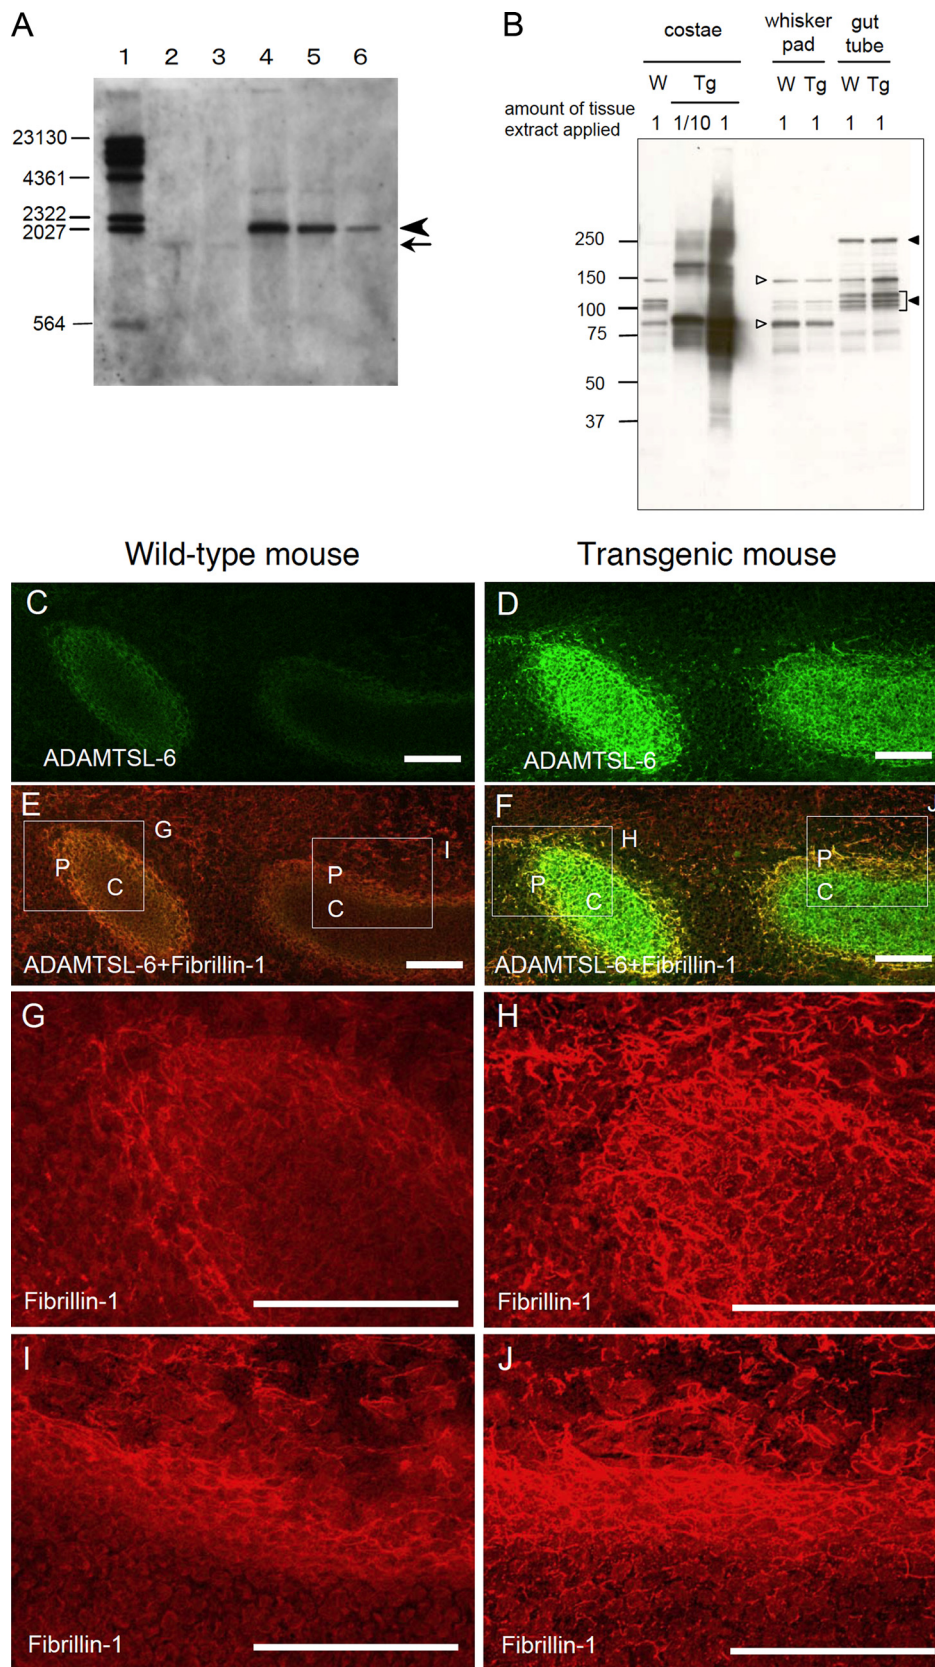 A
1 2 3 4 5 6
23130
4361
2322
2027
564
B
costae
whisker pad
gut tube
W Tg W Tg W Tg
amount of tissue extract applied
1 1/10 1 1 1 1 1
250
150
100
75
50
37
Wild-type mouse
Transgenic mouse
C
ADAMTSL-6
D
ADAMTSL-6
E
G
I
P
C
P
C
ADAMTSL-6+Fibrillin-1
F
H
J
P
C
P
C
ADAMTSL-6+Fibrillin-1
G
Fibrillin-1
H
Fibrillin-1
I
Fibrillin-1
J
Fibrillin-1